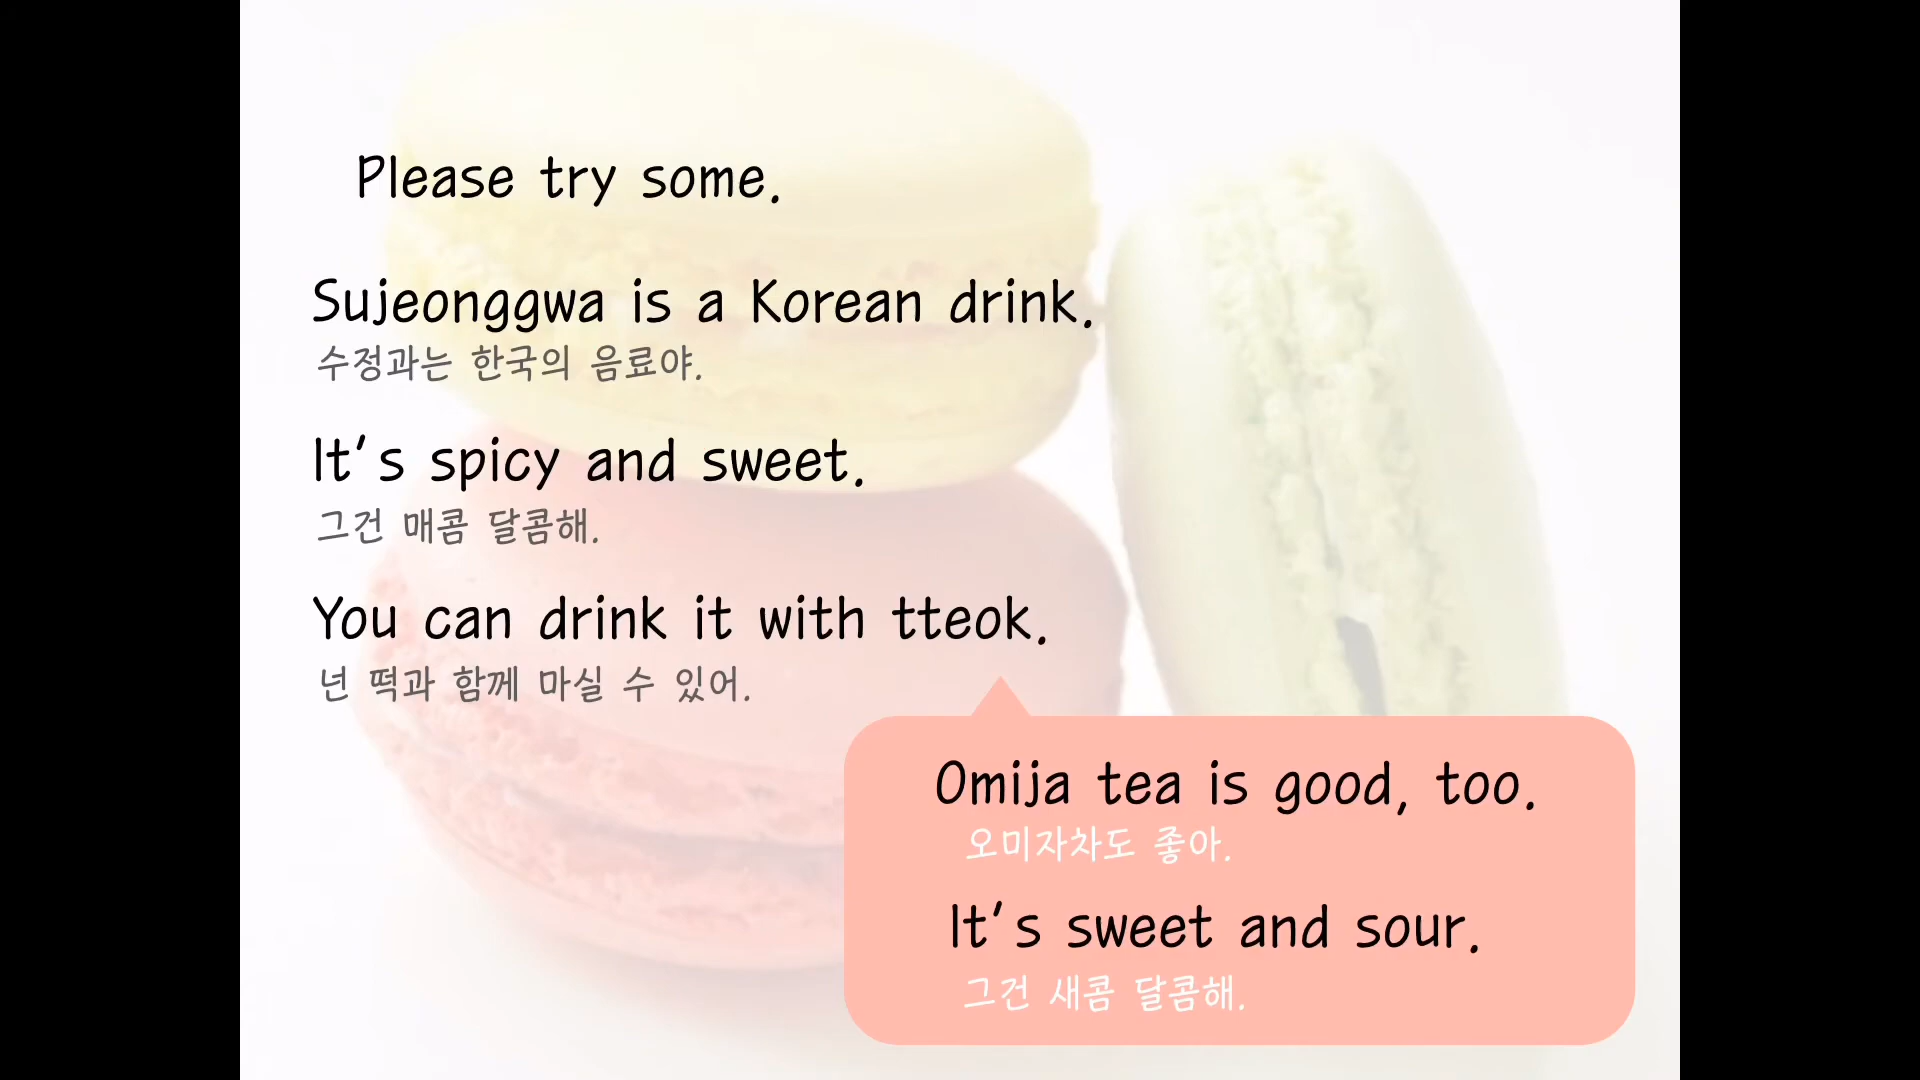 Please try some.
Sujeonggwa is a Korean drink.
수정과는 한국의 음료야.
It's spicy and sweet.
그건 매콤 달콤해.
You can drink it with tteok.
넌 떡과 함께 마실 수 있어.
Omija tea is good, too.
오미자차도 좋아.
It's sweet and sour.
그건 새콤 달콤해.